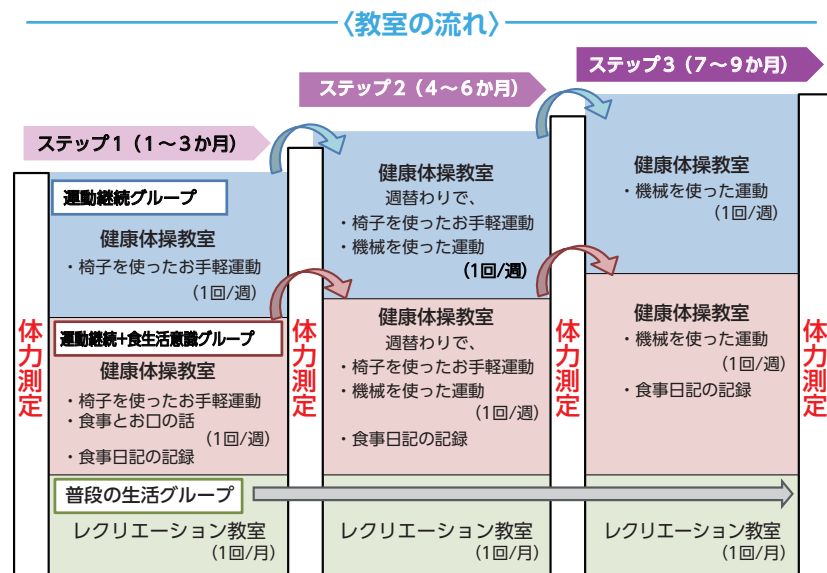 〈教室の流れ〉
ステップ1（1～3か月）
ステップ2（4～6か月）
ステップ3（7～9か月）
体力測定
運動継続グループ
健康体操教室
・椅子を使ったお手軽運動
（1回/週）
運動継続+食生活意識グループ
健康体操教室
・椅子を使ったお手軽運動
・食事とお口の話
（1回/週）
・食事日記の記録
普段の生活グループ
レクリエーション教室
（1回/月）
体力測定
健康体操教室
週替わりで、
・椅子を使ったお手軽運動
・機械を使った運動
（1回/週）
健康体操教室
週替わりで、
・椅子を使ったお手軽運動
・機械を使った運動
（1回/週）
・食事日記の記録
レクリエーション教室
（1回/月）
体力測定
健康体操教室
・機械を使った運動
（1回/週）
健康体操教室
・機械を使った運動
（1回/週）
・食事日記の記録
レクリエーション教室
（1回/月）
体力測定